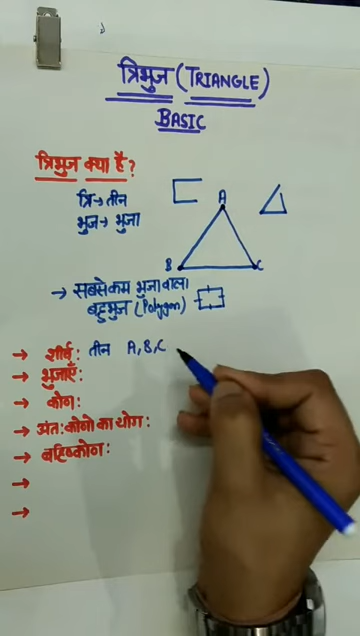 त्रिभुज (TRIANGLE)
BASIC
त्रिभुज क्या है?
त्रि→ तीन
भुज→ भुजा
A
B
C
→ सबसे कम भुजा वाला
बहुभुज (Polygon)
→ शीर्ष: तीन A, B, C
→ भुजाएँ:
→ कोण:
→ अंत: कोणो का योग:
→ बहिष्कोण:
→
→